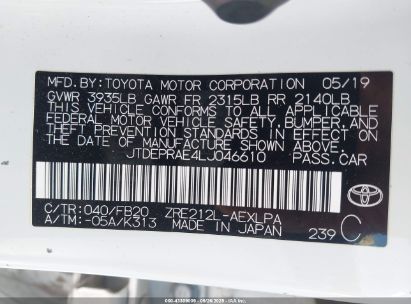 MFD. BY: TOYOTA MOTOR CORPORATION 05/19
GVWR 3935LB GAWR FR 2315LB RR 2140LB
THIS VEHICLE CONFORMS TO ALL APPLICABLE
FEDERAL MOTOR VEHICLE SAFETY, BUMPER, AND
THEFT PREVENTION STANDARDS IN EFFECT ON
THE DATE OF MANUFACTURE SHOWN ABOVE.
JTDEPRAE4LJ046610 PASS.CAR
C/TR: 040/FB20 ZRE212L-AEXLPA
A/TM: -05A/K313 MADE IN JAPAN 239 C
TOYOTA